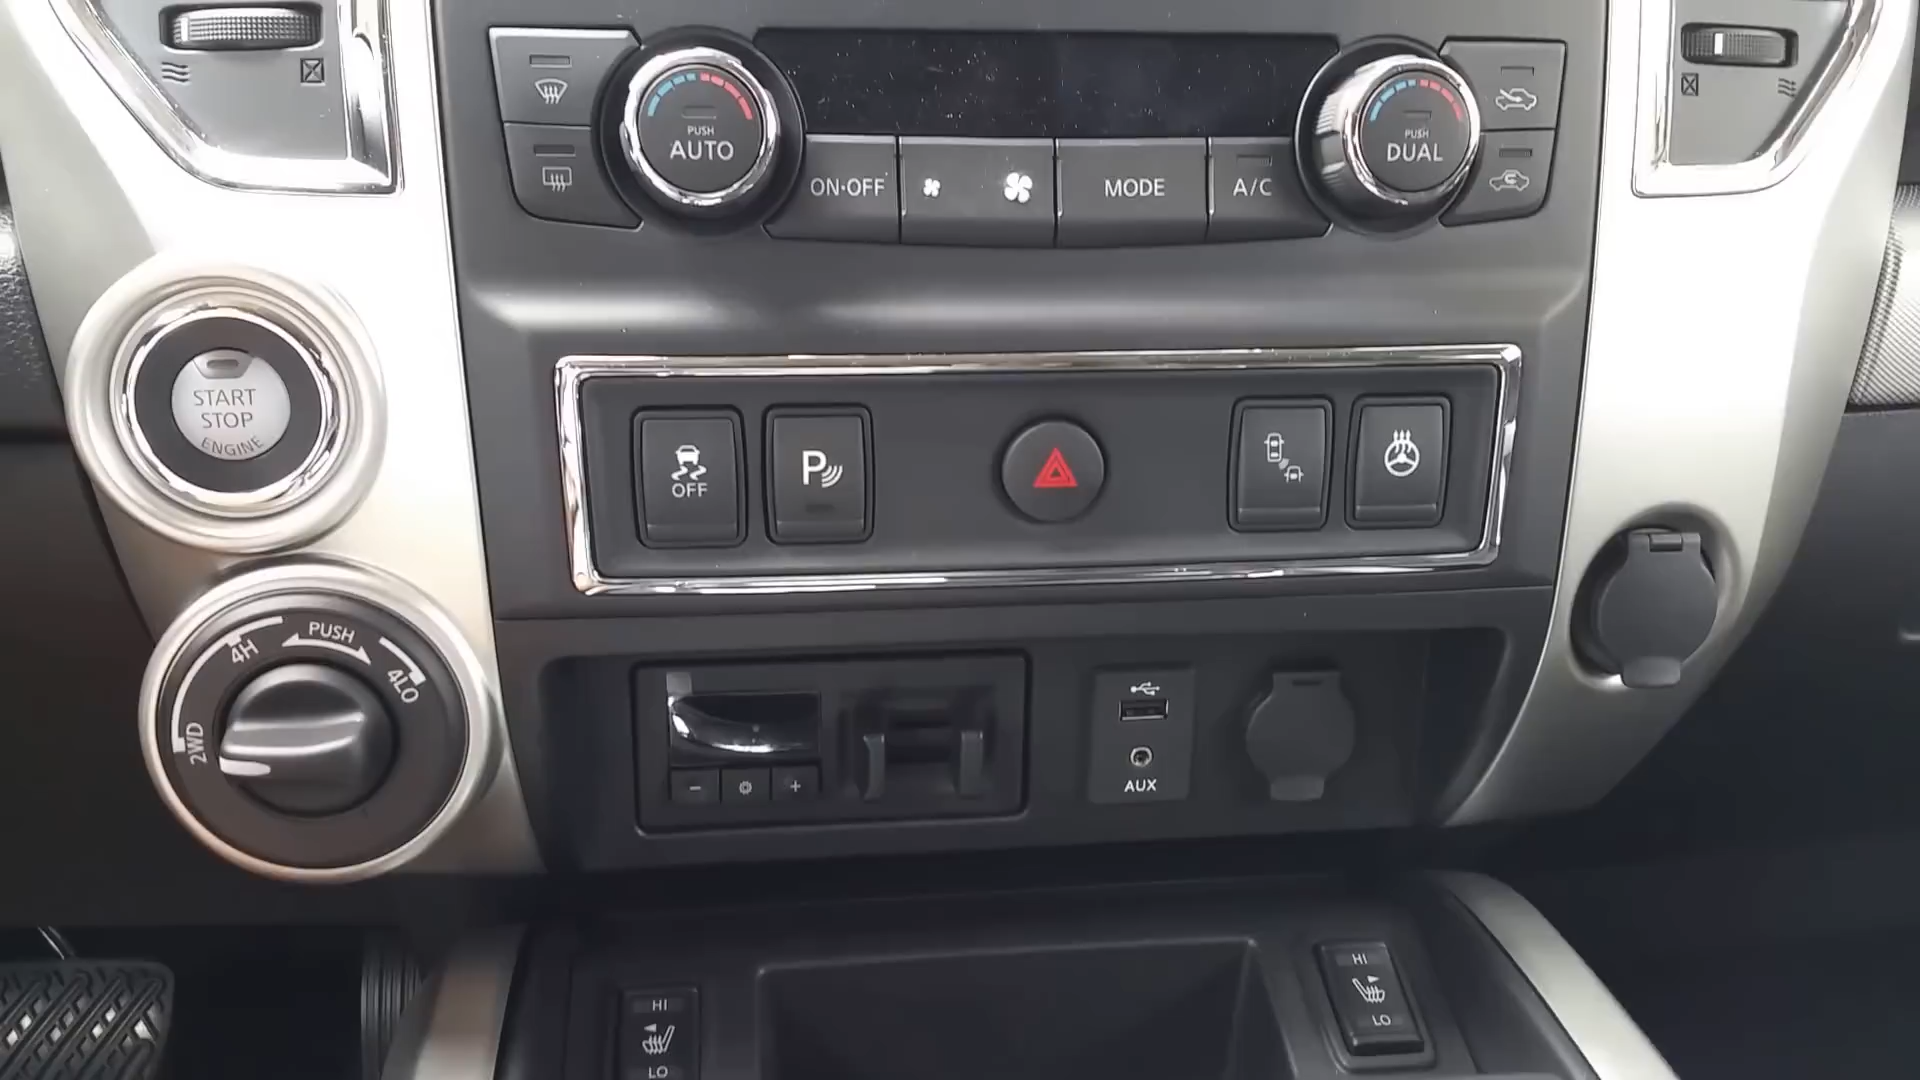 PUSH
AUTO
ON•OFF
MODE
A/C
PUSH
DUAL
START
STOP
ENGINE
OFF
P
PUSH
4H
4LO
2WD
−
+
AUX
HI
LO
HI
LO